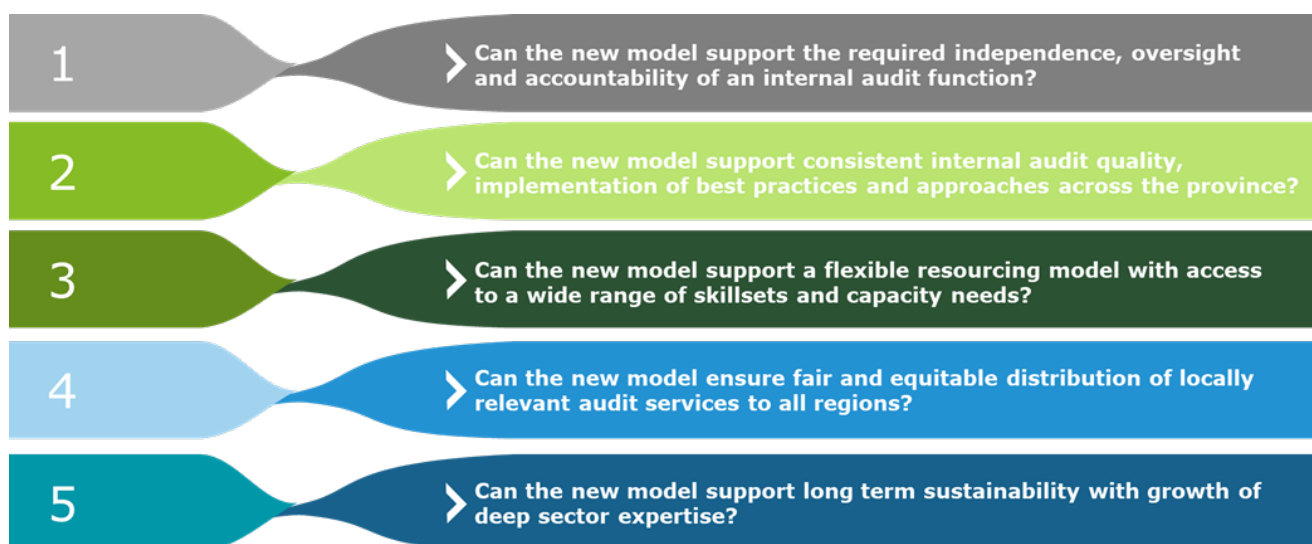 1
Can the new model support the required independence, oversight
and accountability of an internal audit function?
2
Can the new model support consistent internal audit quality,
implementation of best practices and approaches across the province?
3
Can the new model support a flexible resourcing model with access
to a wide range of skillsets and capacity needs?
4
Can the new model ensure fair and equitable distribution of locally
relevant audit services to all regions?
5
Can the new model support long term sustainability with growth of
deep sector expertise?